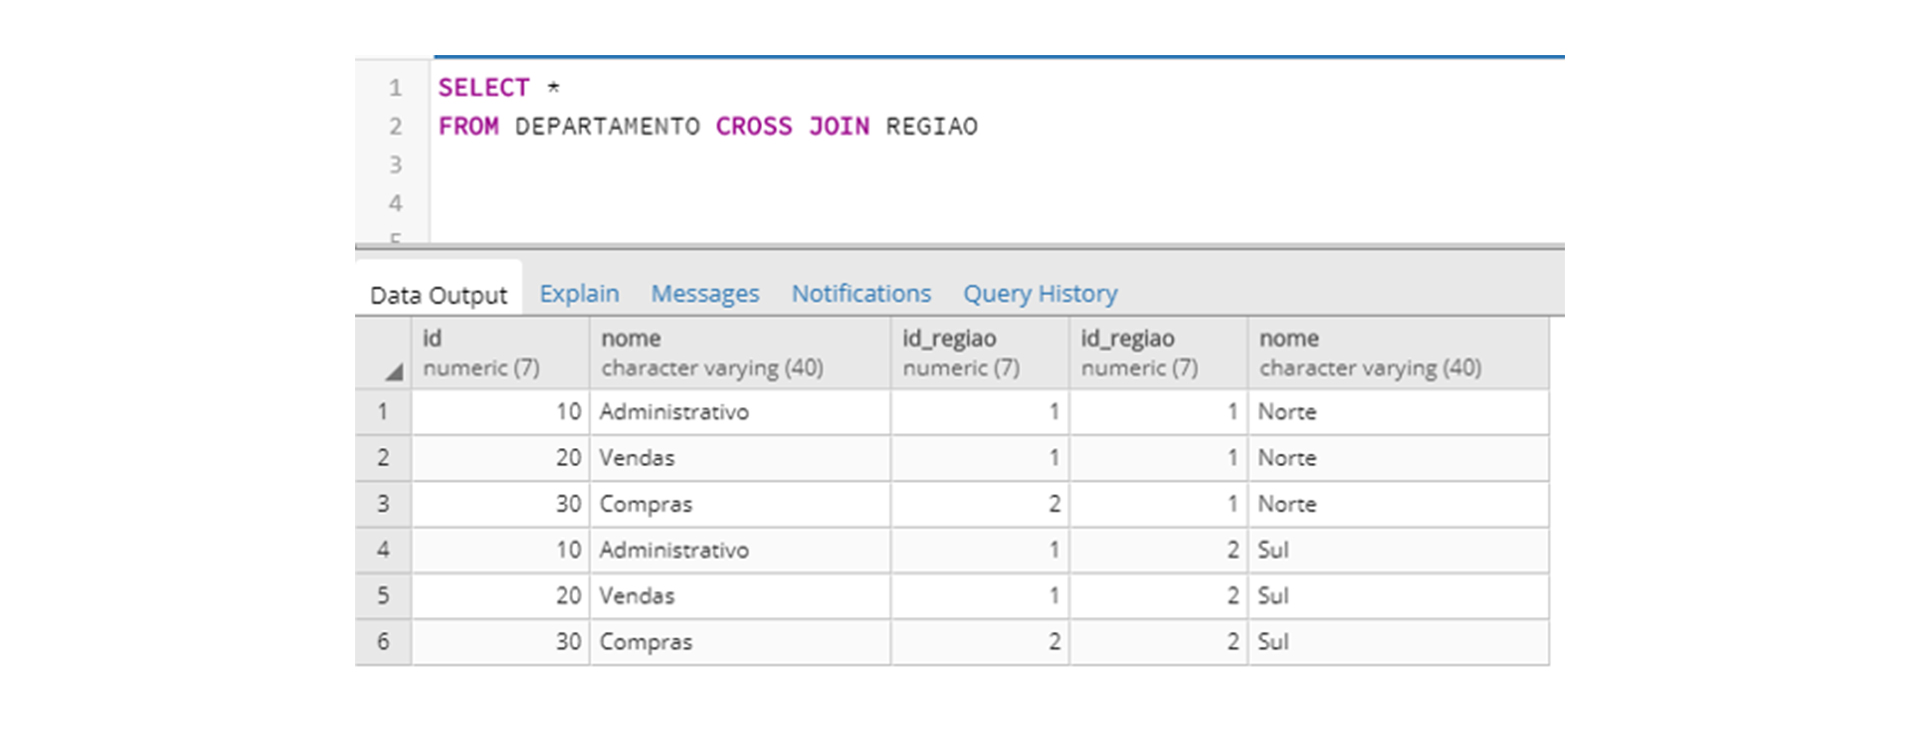 1 SELECT *
2 FROM DEPARTAMENTO CROSS JOIN REGIAO
3
4
Data Output Explain Messages Notifications Query History
id nome id_regiao id_regiao nome
numeric (7) character varying (40) numeric (7) numeric (7) character varying (40)
1 10 Administrativo 1 1 Norte
2 20 Vendas 1 1 Norte
3 30 Compras 2 1 Norte
4 10 Administrativo 1 2 Sul
5 20 Vendas 1 2 Sul
6 30 Compras 2 2 Sul